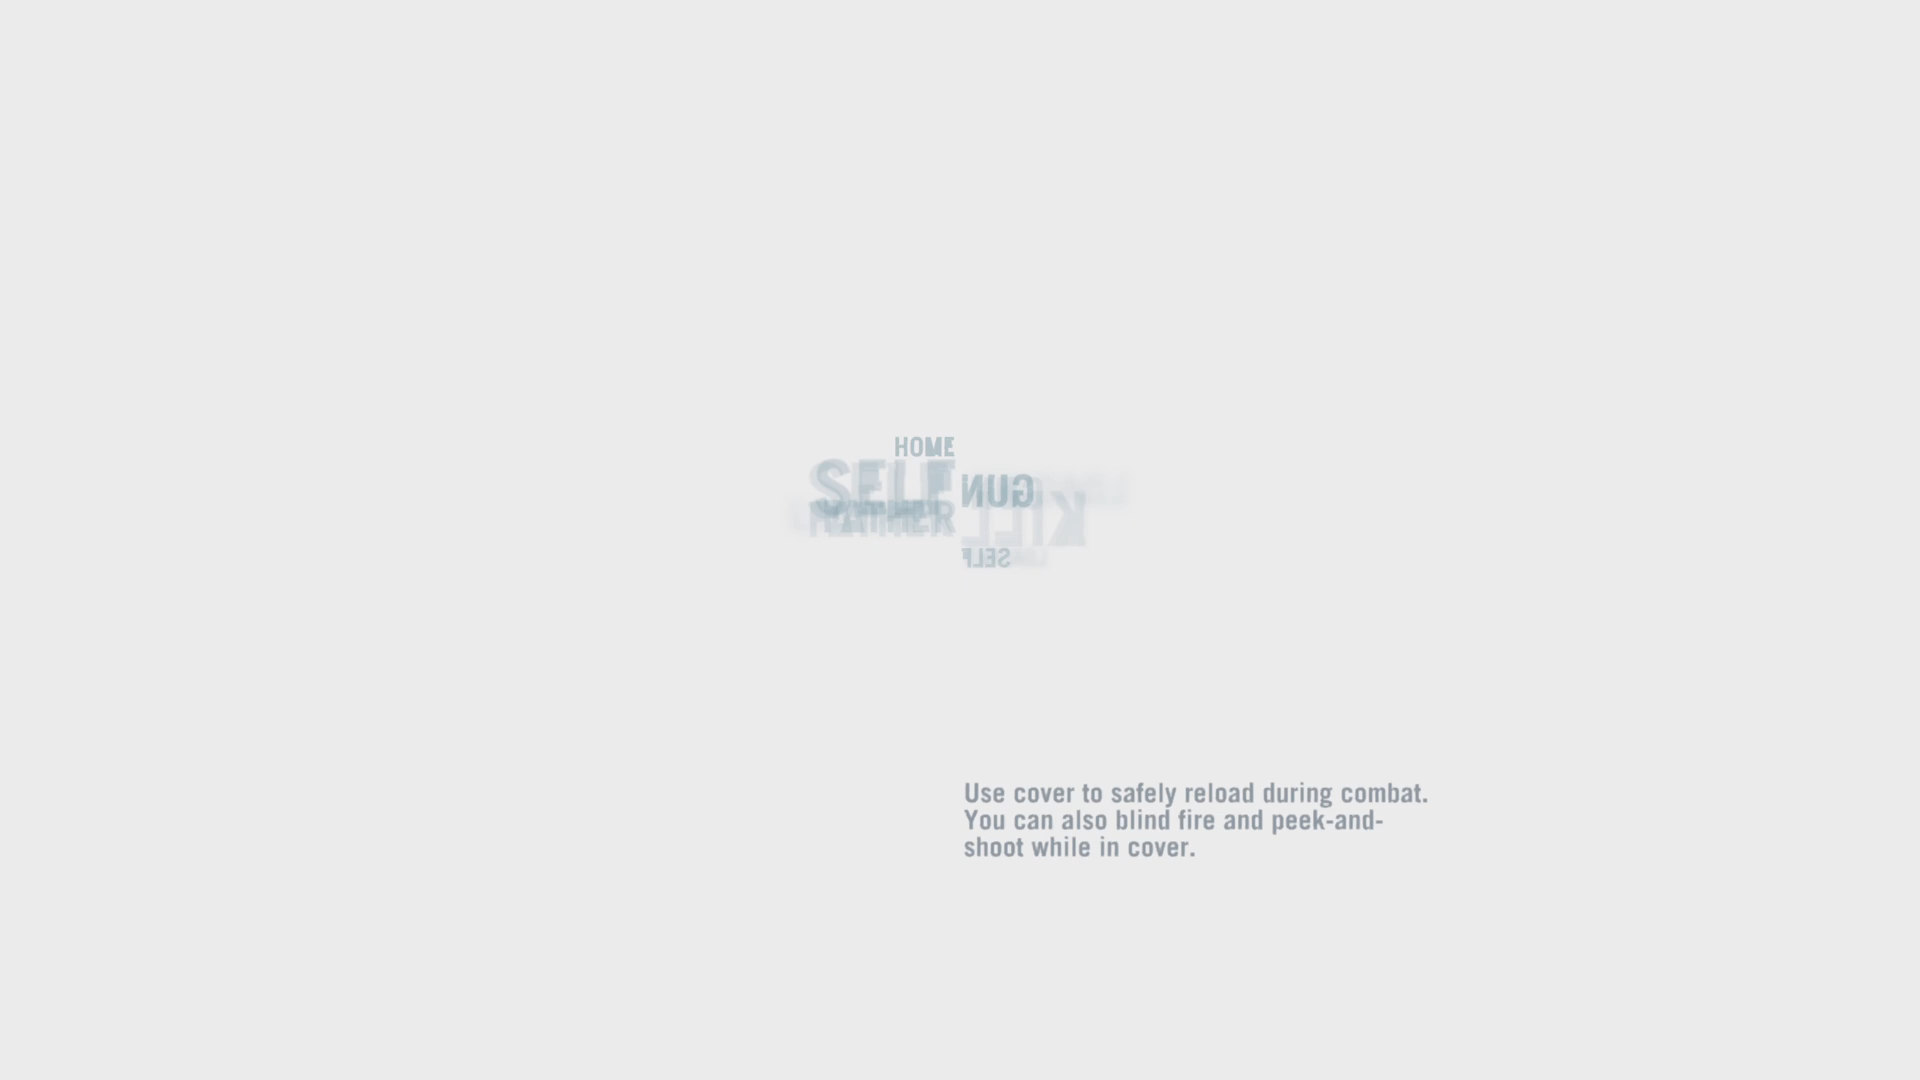 HOME
SELF
GUN
KILL
SELF
Use cover to safely reload during combat.
You can also blind fire and peek-and-
shoot while in cover.